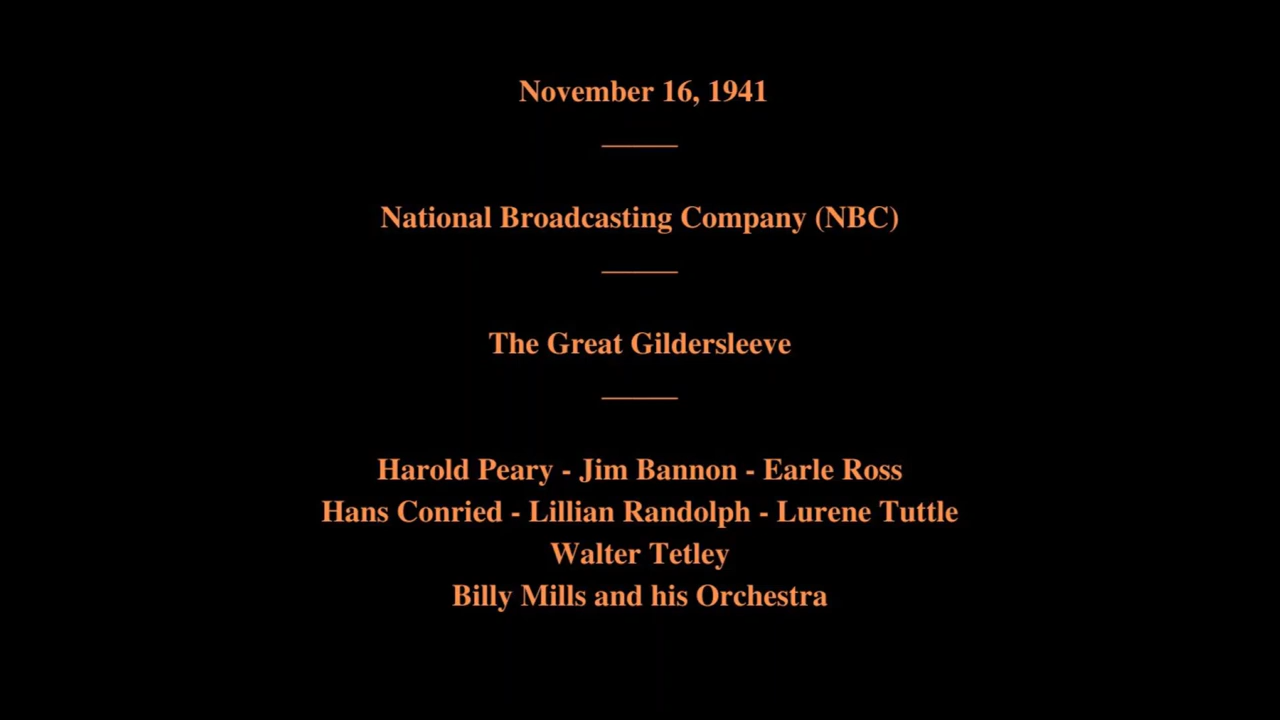 November 16, 1941
National Broadcasting Company (NBC)
The Great Gildersleeve
Harold Peary - Jim Bannon - Earle Ross
Hans Conried - Lillian Randolph - Lurene Tuttle
Walter Tetley
Billy Mills and his Orchestra